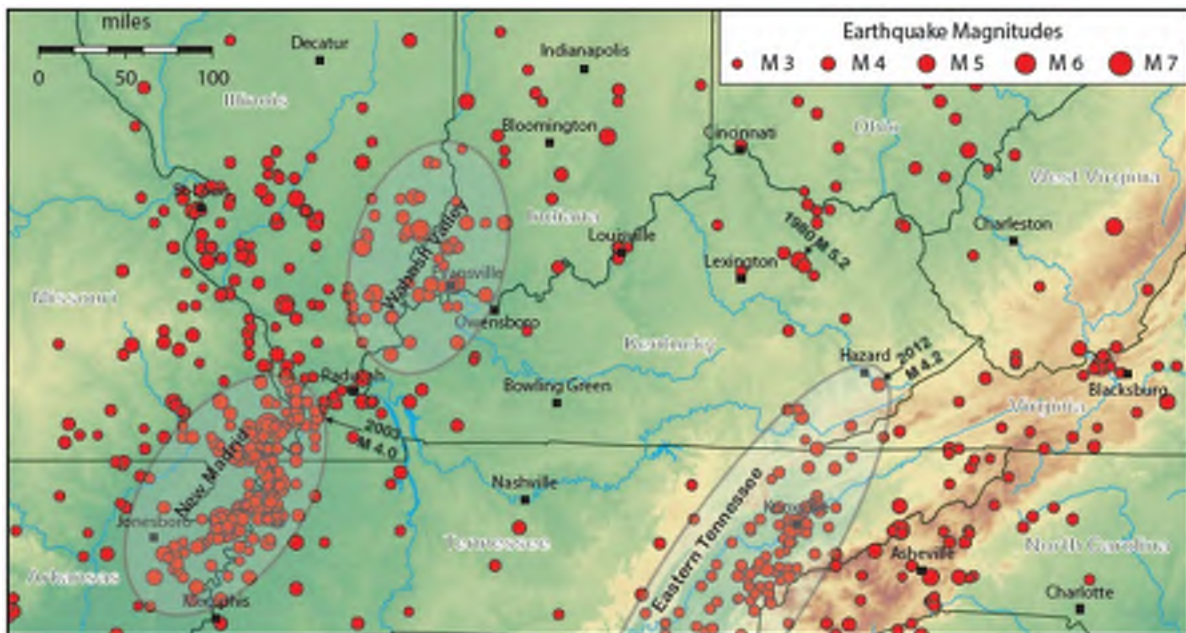 miles
0 50 100
Earthquake Magnitudes
M 3 M 4 M 5 M 6 M 7
Decatur
Indianapolis
Illinois
Bloomington
Cincinnati
Ohio
West Virginia
St. Louis
Indiana
Wabash Valley
Louisville
1980 M 5.2
Charleston
Lexington
Evansville
Missouri
Owensboro
Kentucky
Hazard
2012
M 4.2
Paducah
Bowling Green
Blacksburg
Virginia
2003
M 4.0
New Madrid
Nashville
Knoxville
Jonesboro
Eastern Tennessee
Tennessee
Asheville
North Carolina
Arkansas
Memphis
Charlotte